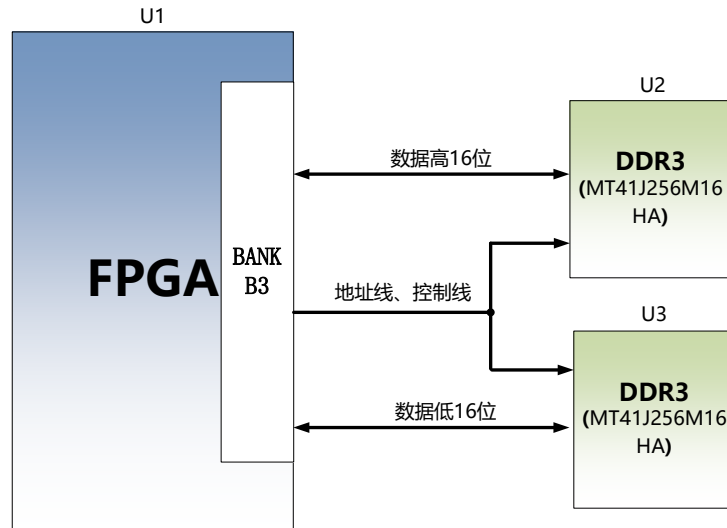 U1
U2
数据高16位
DDR3
(MT41J256M16
HA)
FPGA
BANK
B3
地址线、控制线
U3
数据低16位
DDR3
(MT41J256M16
HA)